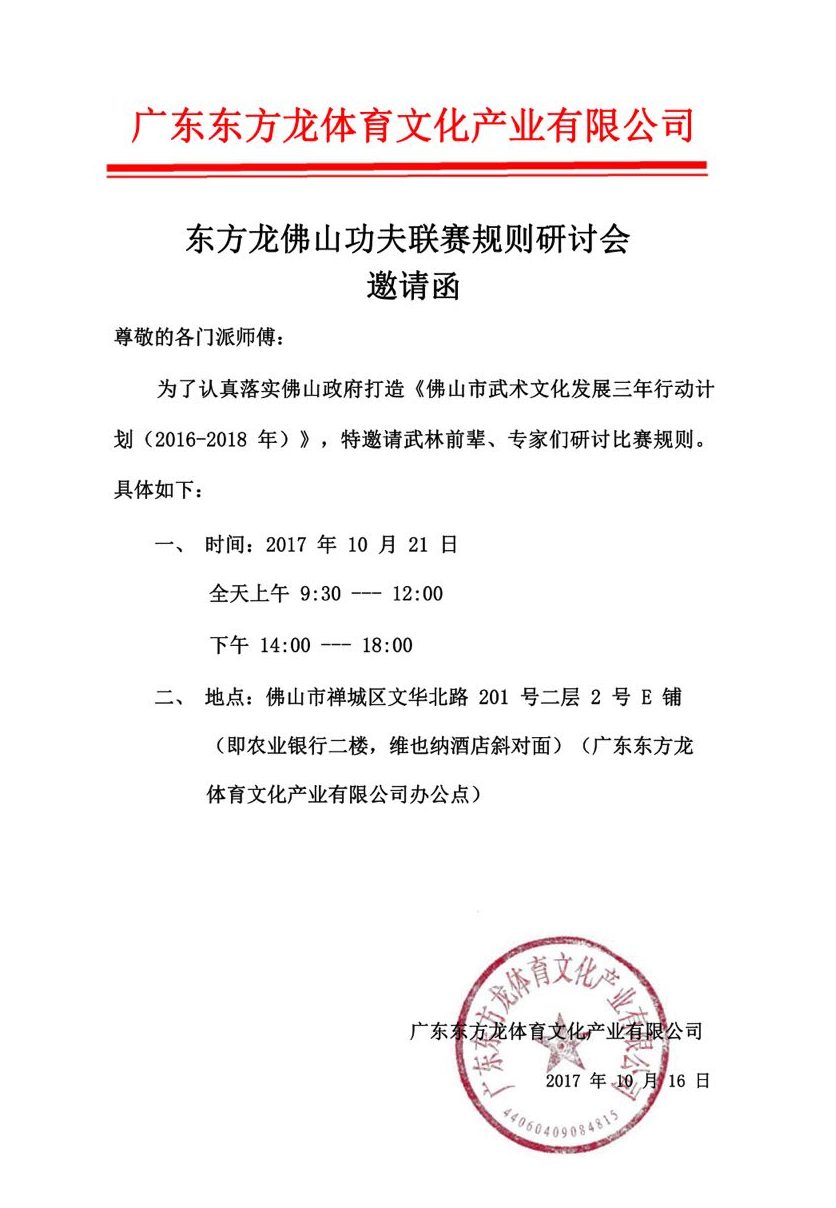 广东东方龙体育文化产业有限公司
东方龙佛山功夫联赛规则研讨会
邀请函
尊敬的各门派师傅：
为了认真落实佛山政府打造《佛山市武术文化发展三年行动计
划（2016-2018 年）》，特邀请武林前辈、专家们研讨比赛规则。
具体如下：
一、 时间：2017 年 10 月 21 日
全天上午 9:30 --- 12:00
下午 14:00 --- 18:00
二、 地点：佛山市禅城区文华北路 201 号二层 2 号 E 铺
（即农业银行二楼，维也纳酒店斜对面）（广东东方龙
体育文化产业有限公司办公点）
广东东方龙体育文化产业有限公司
2017 年 10 月 16 日
广东东方龙体育文化产业有限公司
44060409084815